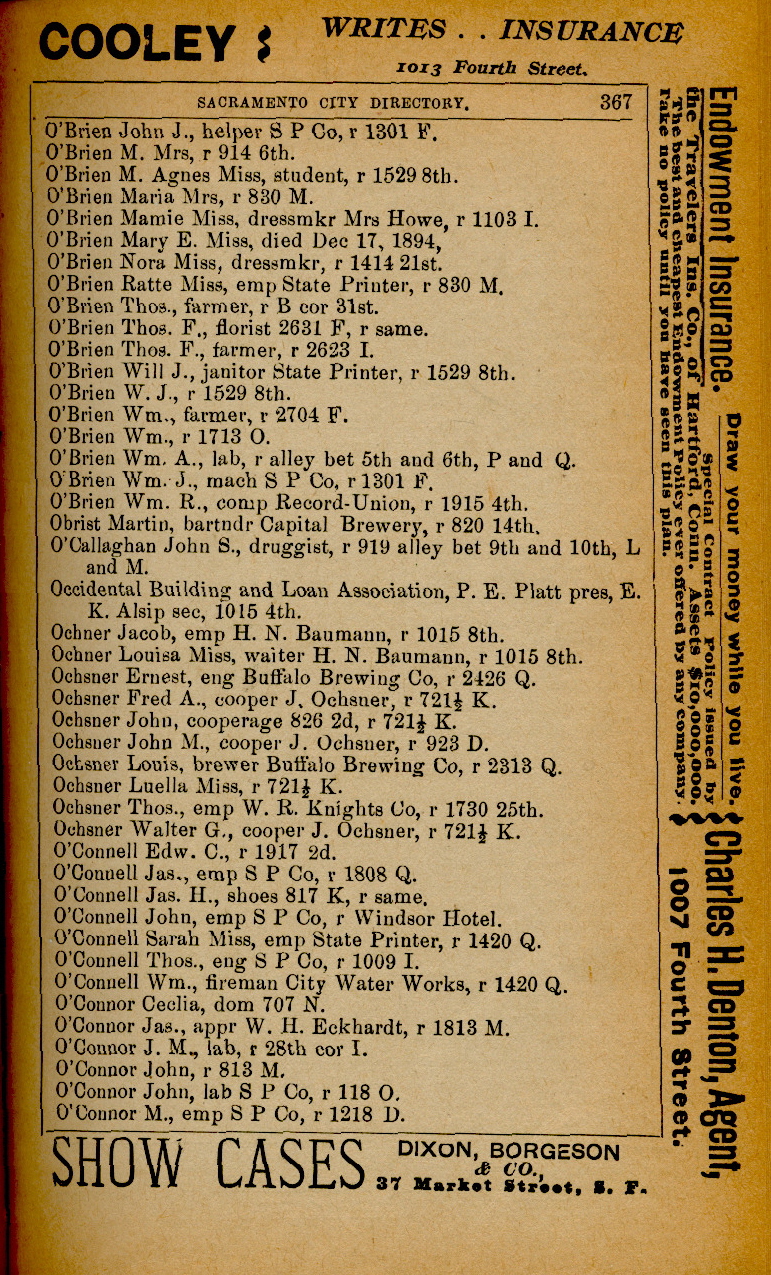 COOLEY
WRITES . . INSURANCE
1013 Fourth Street.
SACRAMENTO CITY DIRECTORY. 367
O'Brien John J., helper S P Co, r 1301 F.
O'Brien M. Mrs, r 914 6th.
O'Brien M. Agnes Miss, student, r 1529 8th.
O'Brien Maria Mrs, r 830 M.
O'Brien Mamie Miss, dressmkr Mrs Howe, r 1103 I.
O'Brien Mary E. Miss, died Dec 17, 1894,
O'Brien Nora Miss, dressmkr, r 1414 21st.
O'Brien Ratte Miss, emp State Printer, r 830 M.
O'Brien Thos., farmer, r B cor 31st.
O'Brien Thos. F., florist 2631 F, r same.
O'Brien Thos. F., farmer, r 2623 I.
O'Brien Will J., janitor State Printer, r 1529 8th.
O'Brien W. J., r 1529 8th.
O'Brien Wm., farmer, r 2704 F.
O'Brien Wm., r 1713 O.
O'Brien Wm. A., lab, r alley bet 5th and 6th, P and Q.
O'Brien Wm. J., mach S P Co, r 1301 F.
O'Brien Wm. R., comp Record-Union, r 1915 4th.
Obrist Martin, bartndr Capital Brewery, r 820 14th.
O'Callaghan John S., druggist, r 919 alley bet 9th and 10th, L
and M.
Occidental Building and Loan Association, P. E. Platt pres, E.
K. Alsip sec, 1015 4th.
Ochner Jacob, emp H. N. Baumann, r 1015 8th.
Ochner Louisa Miss, waiter H. N. Baumann, r 1015 8th.
Ochsner Ernest, eng Buffalo Brewing Co, r 2426 Q.
Ochsner Fred A., cooper J. Ochsner, r 721½ K.
Ochsner John, cooperage 826 2d, r 721½ K.
Ochsner John M., cooper J. Ochsner, r 923 D.
Ochsner Louis, brewer Buffalo Brewing Co, r 2313 Q.
Ochsner Luella Miss, r 721½ K.
Ochsner Thos., emp W. R. Knights Co, r 1730 25th.
Ochsner Walter G., cooper J. Ochsner, r 721½ K.
O'Connell Edw. C., r 1917 2d.
O'Connell Jas., emp S P Co, r 1808 Q.
O'Connell Jas. H., shoes 817 K, r same.
O'Connell John, emp S P Co, r Windsor Hotel.
O'Connell Sarah Miss, emp State Printer, r 1420 Q.
O'Connell Thos., eng S P Co, r 1009 I.
O'Connell Wm., fireman City Water Works, r 1420 Q.
O'Connor Ceclia, dom 707 N.
O'Connor Jas., appr W. H. Eckhardt, r 1813 M.
O'Connor J. M., lab, r 28th cor I.
O'Connor John, r 813 M.
O'Connor John, lab S P Co, r 118 O.
O'Connor M., emp S P Co, r 1218 D.
Endowment Insurance. Draw your money while you live.
Special Contract Policy issued by
the Travelers Ins. Co., of Hartford, Conn. Assets $10,000,000.
The best and cheapest Endowment Policy ever offered by any company.
Take no policy until you have seen this plan.
Charles H. Denton, Agent,
1007 Fourth Street.
SHOW CASES
DIXON, BORGESON
& CO.,
37 Market Street, S. F.